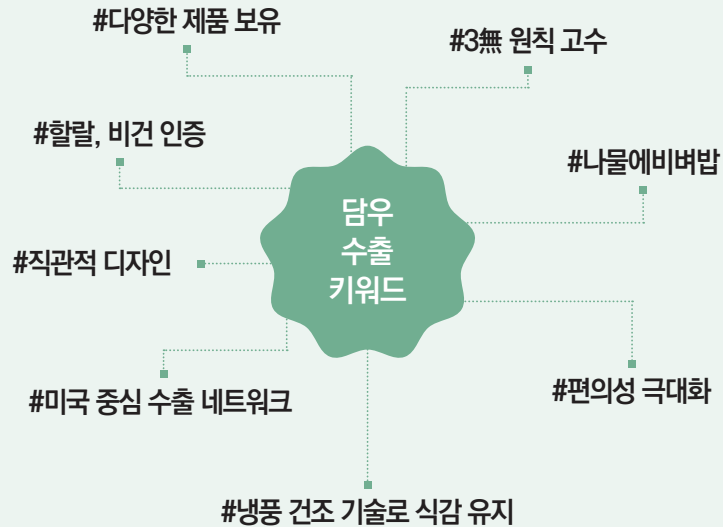 #다양한 제품 보유
#3無 원칙 고수
#할랄, 비건 인증
#나물에비벼밥
담우
수출
키워드
#직관적 디자인
#미국 중심 수출 네트워크
#편의성 극대화
#냉풍 건조 기술로 식감 유지